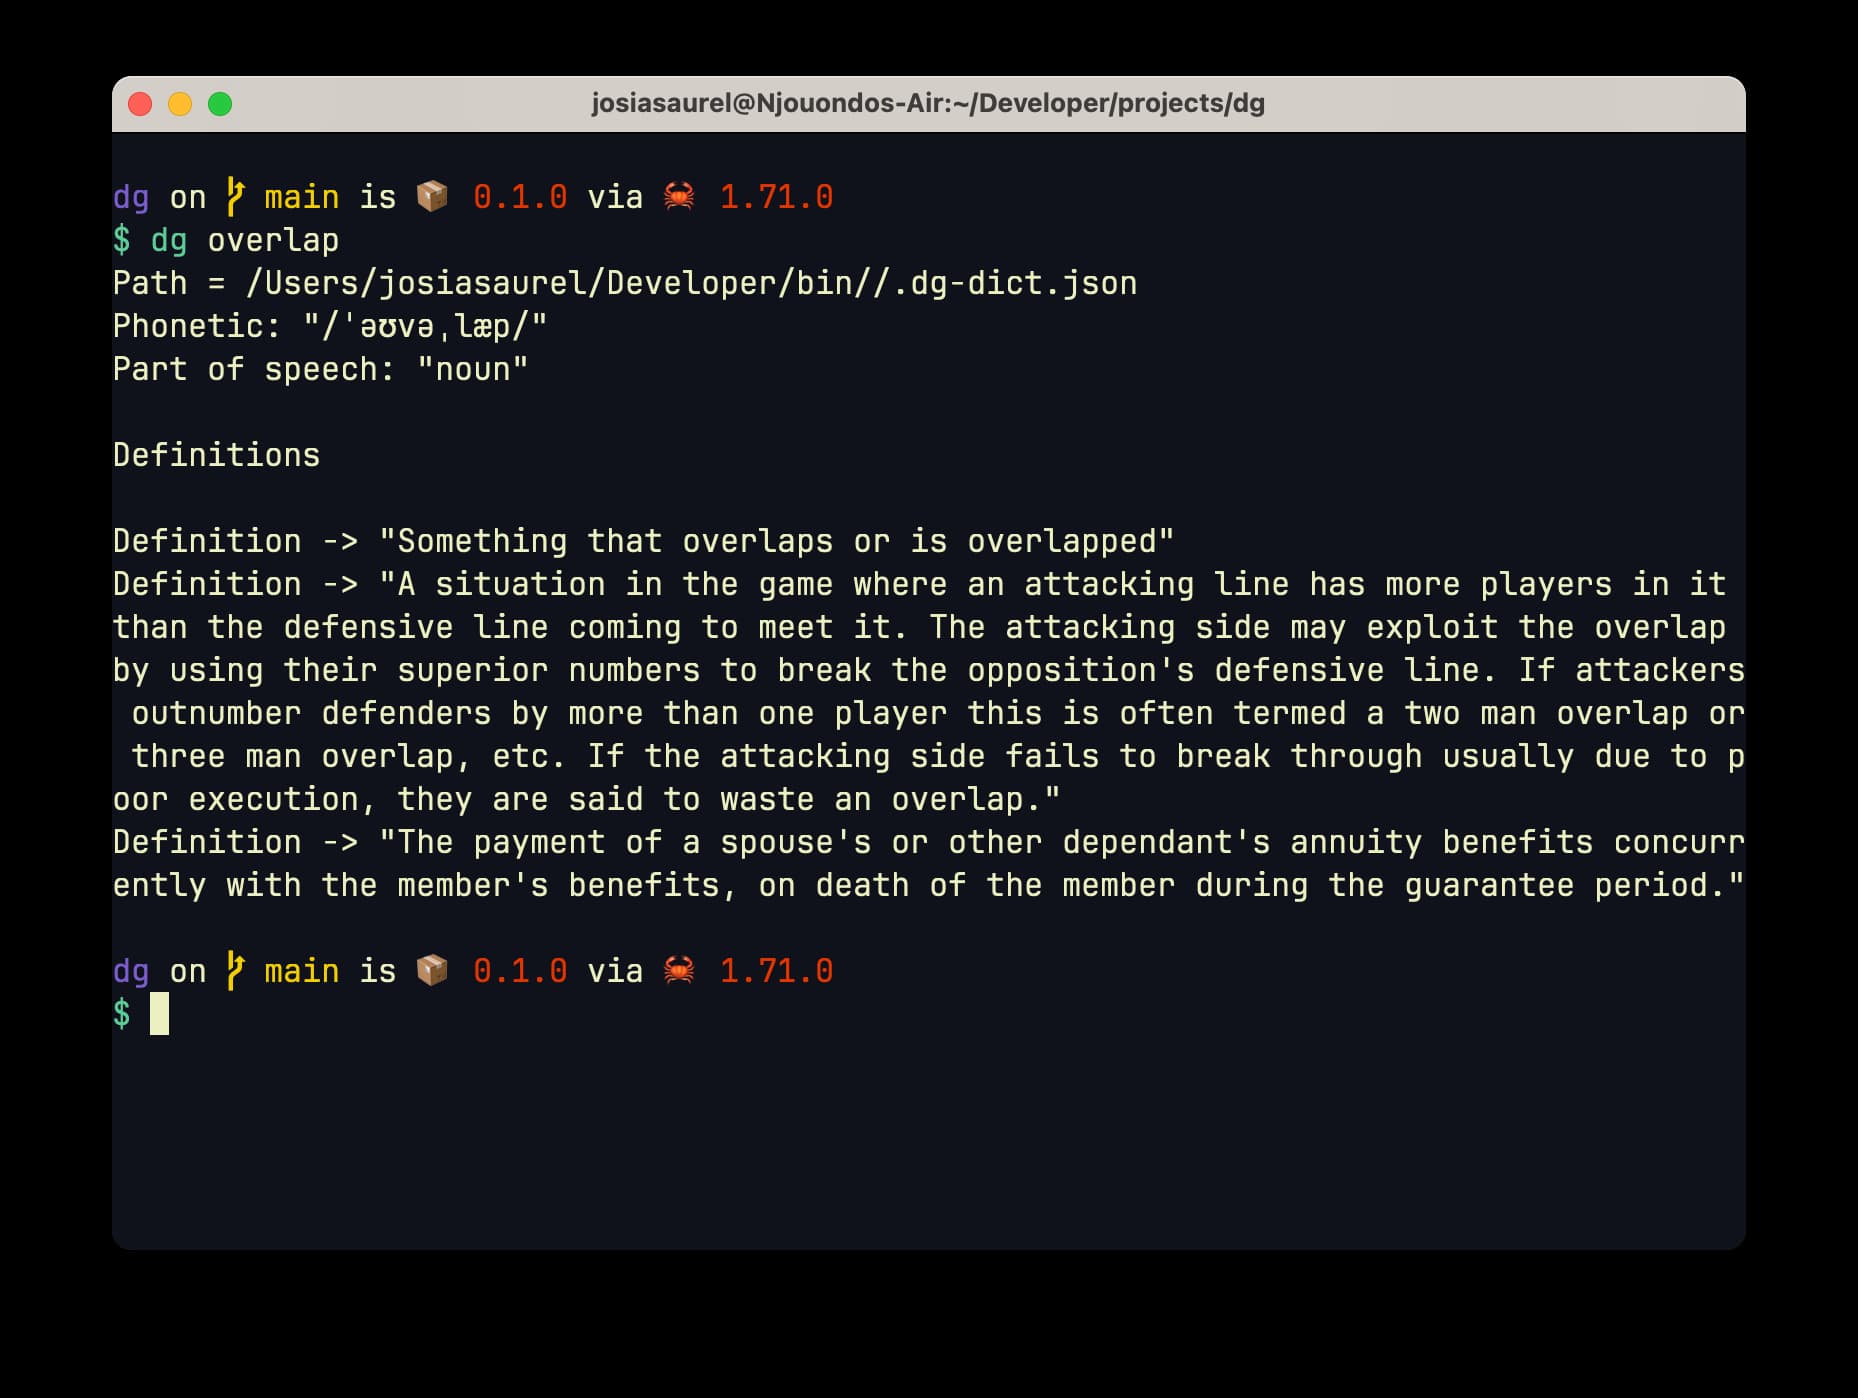 josiasaurel@Njouondos-Air:~/Developer/projects/dg
dg on main is 📦 0.1.0 via 🦀 1.71.0
$ dg overlap
Path = /Users/josiasaurel/Developer/bin//.dg-dict.json
Phonetic: "/ˈəʊvəˌlæp/"
Part of speech: "noun"
Definitions
Definition -> "Something that overlaps or is overlapped"
Definition -> "A situation in the game where an attacking line has more players in it
than the defensive line coming to meet it. The attacking side may exploit the overlap
by using their superior numbers to break the opposition's defensive line. If attackers
 outnumber defenders by more than one player this is often termed a two man overlap or
 three man overlap, etc. If the attacking side fails to break through usually due to p
oor execution, they are said to waste an overlap."
Definition -> "The payment of a spouse's or other dependant's annuity benefits concurr
ently with the member's benefits, on death of the member during the guarantee period."
dg on main is 📦 0.1.0 via 🦀 1.71.0
$